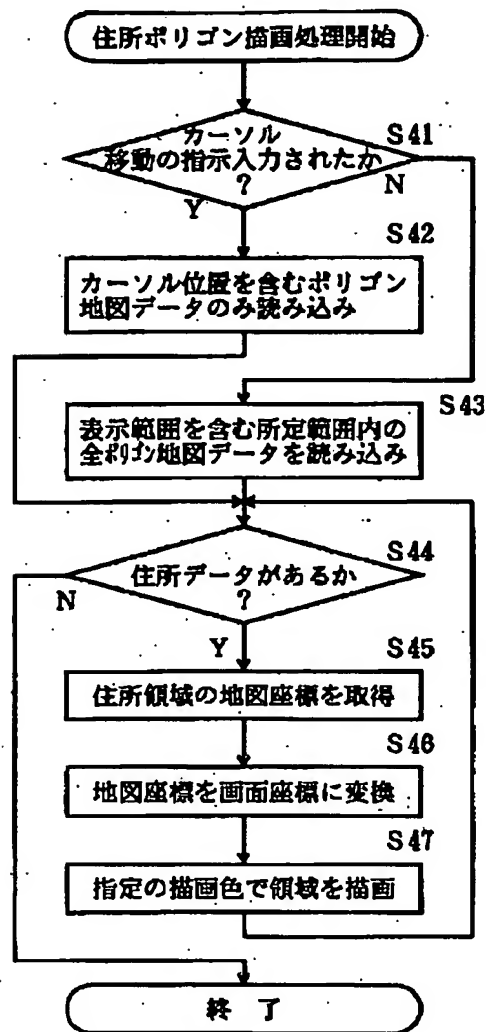 住所ポリゴン描画処理開始
カーソル
S41
移動の指示入力されたか
?
N
Y
S42
カーソル位置を含むポリゴン
地図データのみ読み込み
S43
表示範囲を含む所定範囲内の
全ポリゴン地図データを読み込み
S44
住所データがあるか
?
N
Y
S45
住所領域の地図座標を取得
S46
地図座標を画面座標に変換
S47
指定の描画色で領域を描画
終 了